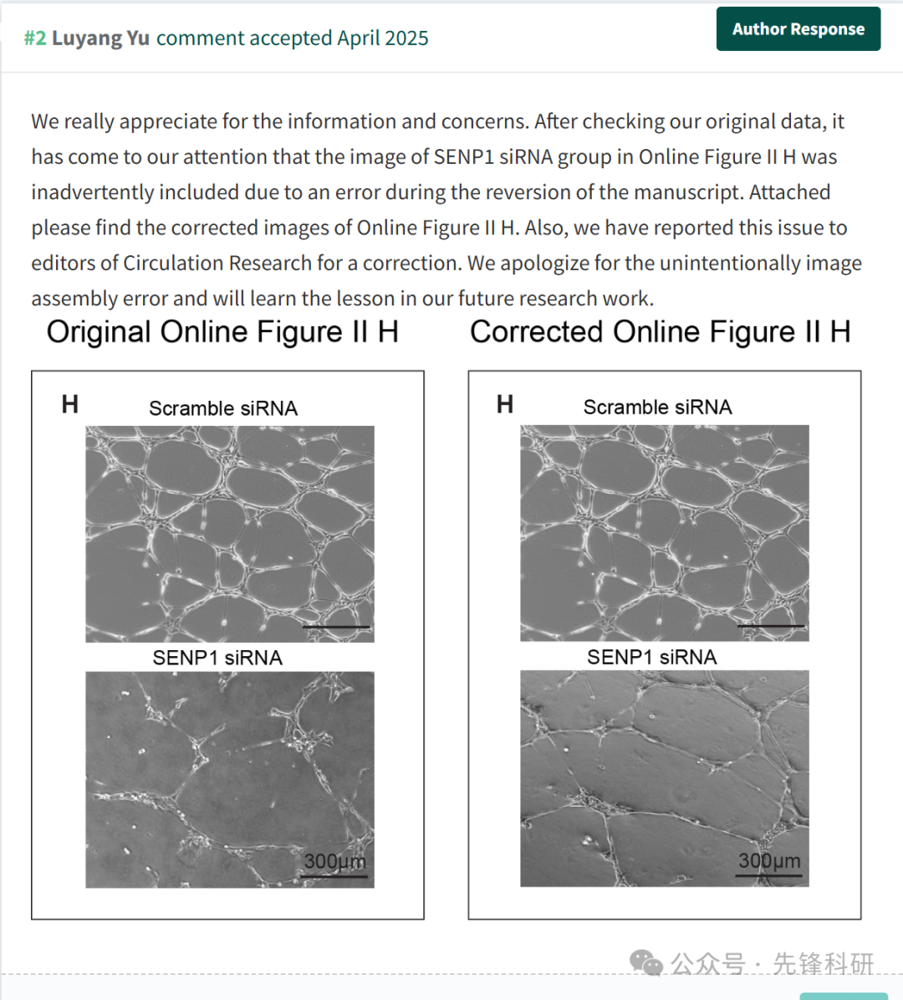 #2 Luyang Yu comment accepted April 2025
Author Response
We really appreciate for the information and concerns. After checking our original data, it
has come to our attention that the image of SENP1 siRNA group in Online Figure II H was
inadvertently included due to an error during the reversion of the manuscript. Attached
please find the corrected images of Online Figure II H. Also, we have reported this issue to
editors of Circulation Research for a correction. We apologize for the unintentionally image
assembly error and will learn the lesson in our future research work.
Original Online Figure II H
H
Scramble siRNA
SENP1 siRNA
300μm
Corrected Online Figure II H
H
Scramble siRNA
SENP1 siRNA
300μm
公众号 · 先锋科研